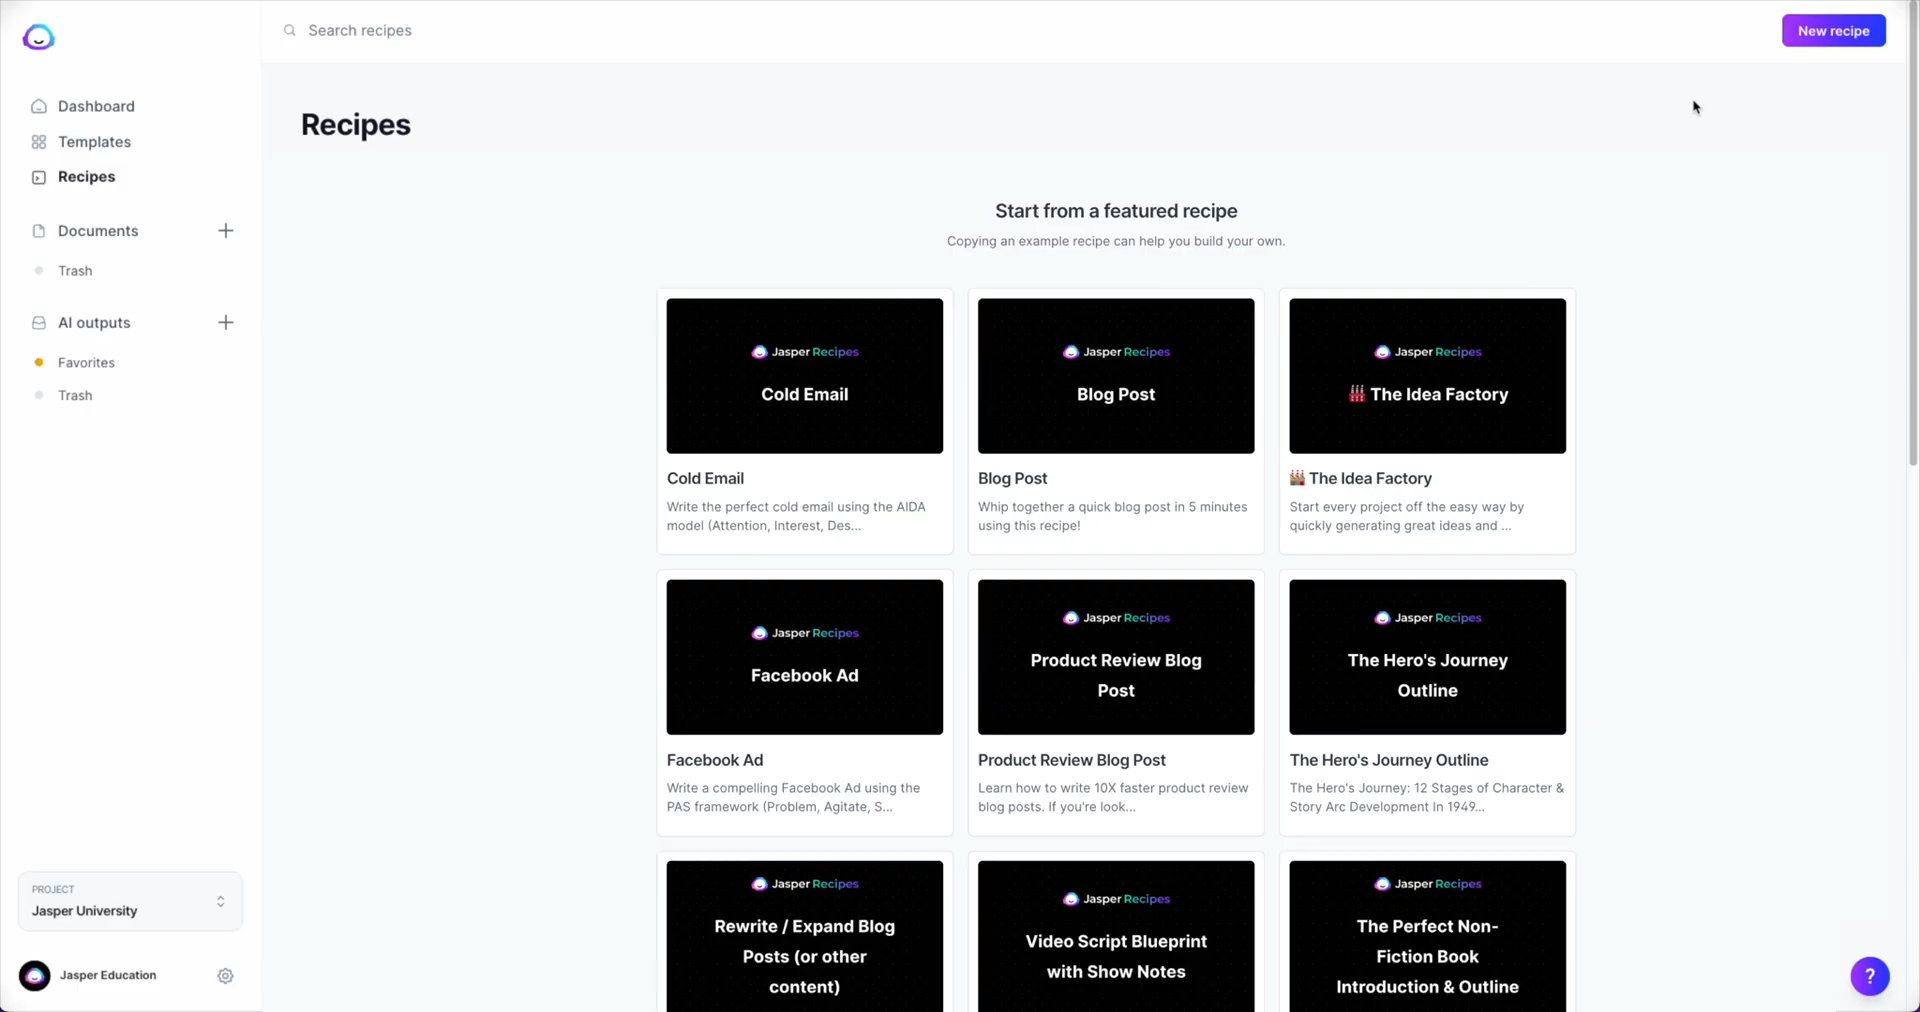 Search recipes
New recipe
Dashboard
Templates
Recipes
Documents
Trash
AI outputs
Favorites
Trash
PROJECT
Jasper University
Jasper Education
Recipes
Start from a featured recipe
Copying an example recipe can help you build your own.
Jasper Recipes
Cold Email
Cold Email
Write the perfect cold email using the AIDA
model (Attention, Interest, Des...
Jasper Recipes
Blog Post
Blog Post
Whip together a quick blog post in 5 minutes
using this recipe!
Jasper Recipes
The Idea Factory
The Idea Factory
Start every project off the easy way by
quickly generating great ideas and ...
Jasper Recipes
Facebook Ad
Facebook Ad
Write a compelling Facebook Ad using the
PAS framework (Problem, Agitate, S...
Jasper Recipes
Product Review Blog
Post
Product Review Blog Post
Learn how to write 10X faster product review
blog posts. If you're look...
Jasper Recipes
The Hero's Journey
Outline
The Hero's Journey Outline
The Hero's Journey: 12 Stages of Character &
Story Arc Development In 1949...
Jasper Recipes
Rewrite / Expand Blog
Posts (or other
content)
Jasper Recipes
Video Script Blueprint
with Show Notes
Jasper Recipes
The Perfect Non-
Fiction Book
Introduction & Outline
?